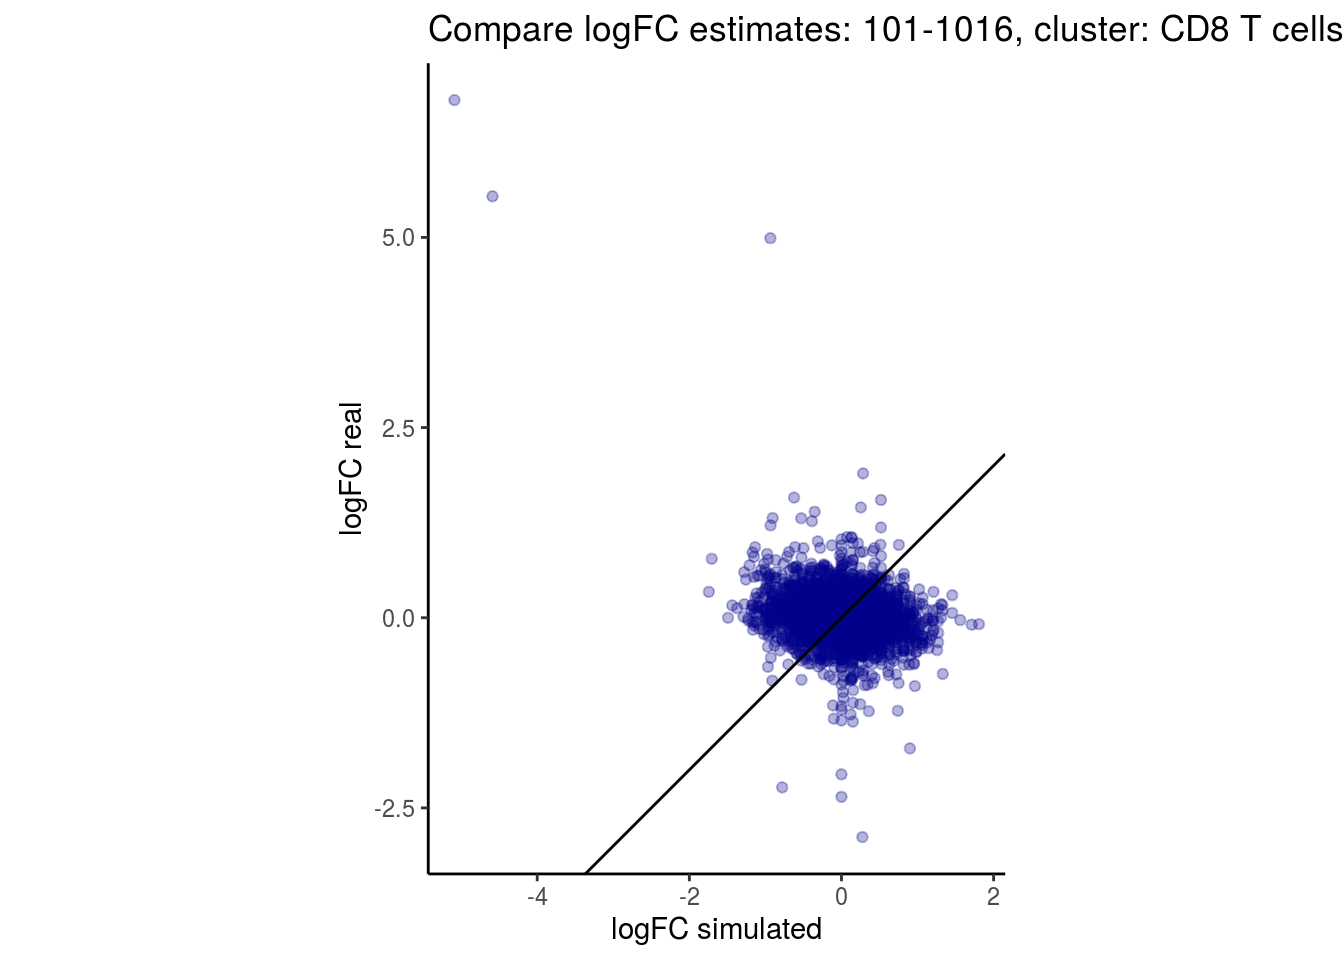 Compare logFC estimates: 101-1016, cluster: CD8 T cells
5.0
2.5
0.0
-2.5
logFC real
-4 -2 0 2
logFC simulated